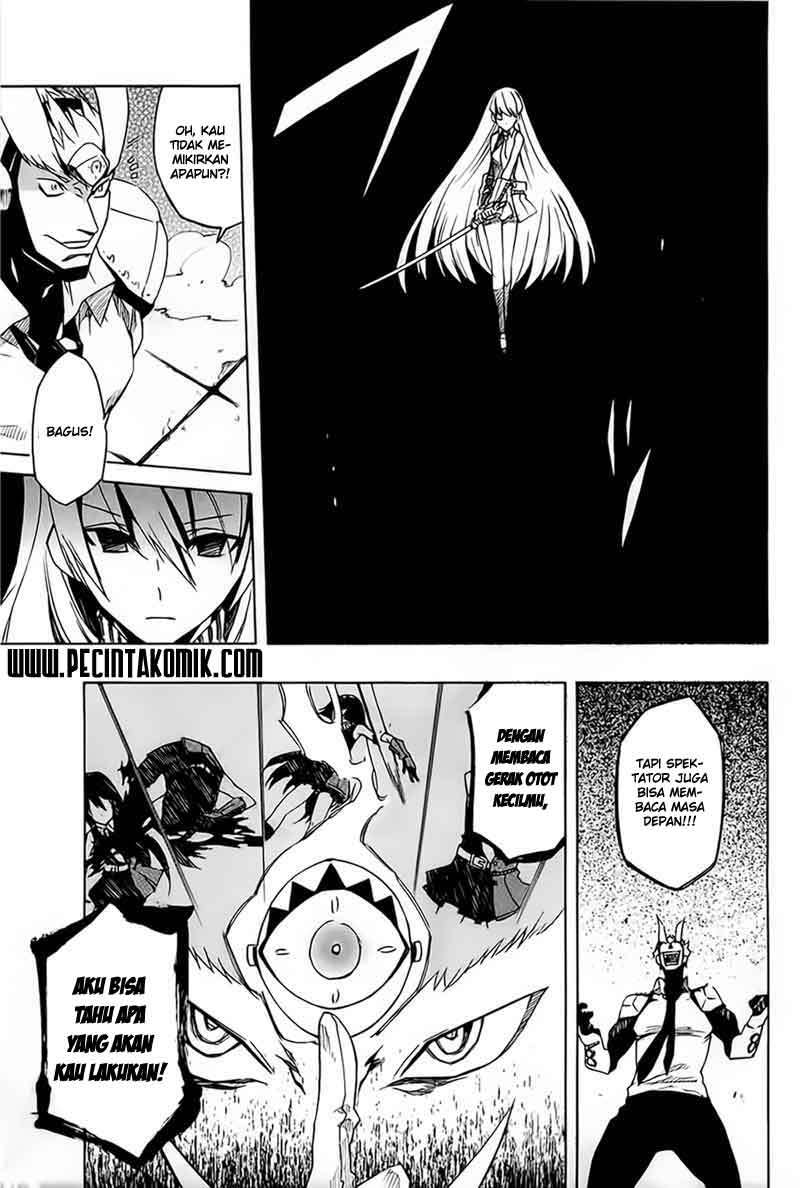 OH, KAU
TIDAK ME-
MIKIRKAN
APAPUN?!
BAGUS!
WWW.PECINTAKOMIK.COM
TAPI SPEK-
TATOR JUGA
BISA MEM-
BACA MASA
DEPAN!!!
DENGAN
MEMBACA
GERAK OTOT
KECILMU,
AKU BISA
TAHU APA
YANG AKAN
KAU LAKUKAN!